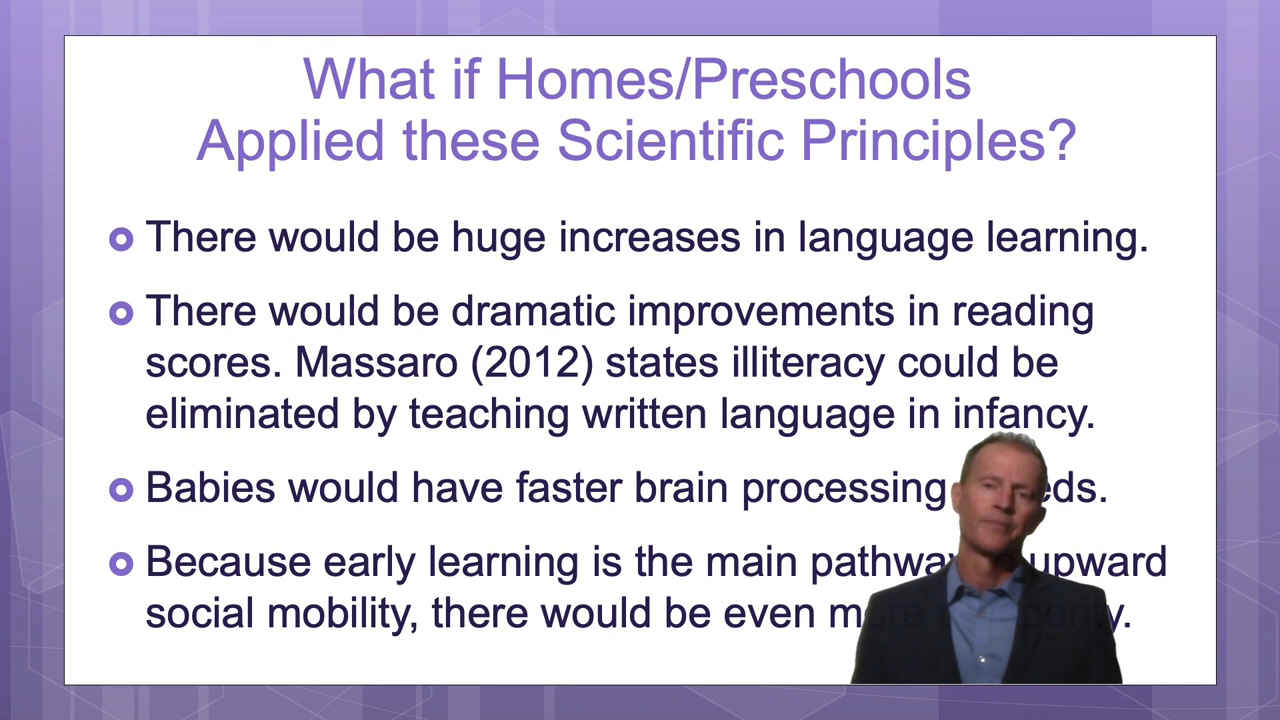 What if Homes/Preschools
Applied these Scientific Principles?
There would be huge increases in language learning.
There would be dramatic improvements in reading
scores. Massaro (2012) states illiteracy could be
eliminated by teaching written language in infancy.
Babies would have faster brain processing
Because early learning is the main pathway upward
social mobility, there would be even more